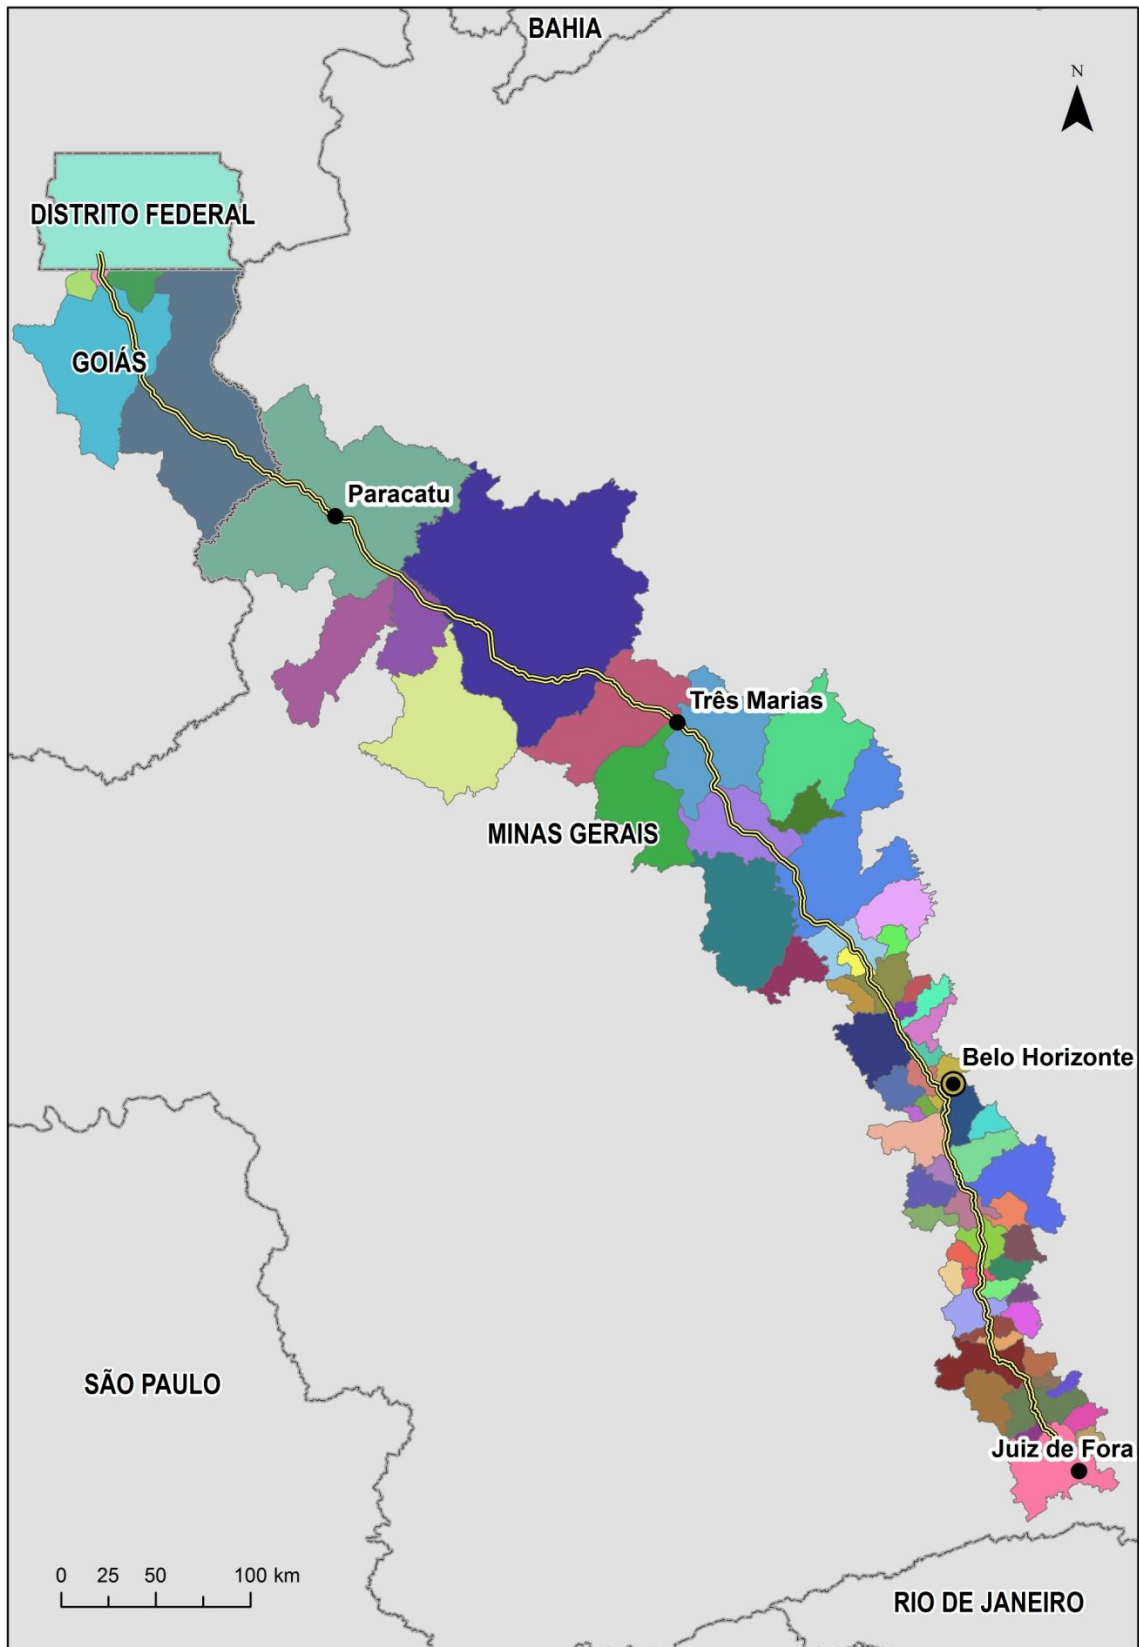 BAHIA
N
DISTRITO FEDERAL
GOIÁS
Paracatu
Três Marias
MINAS GERAIS
Belo Horizonte
SÃO PAULO
Juiz de Fora
0 25 50 100 km
RIO DE JANEIRO